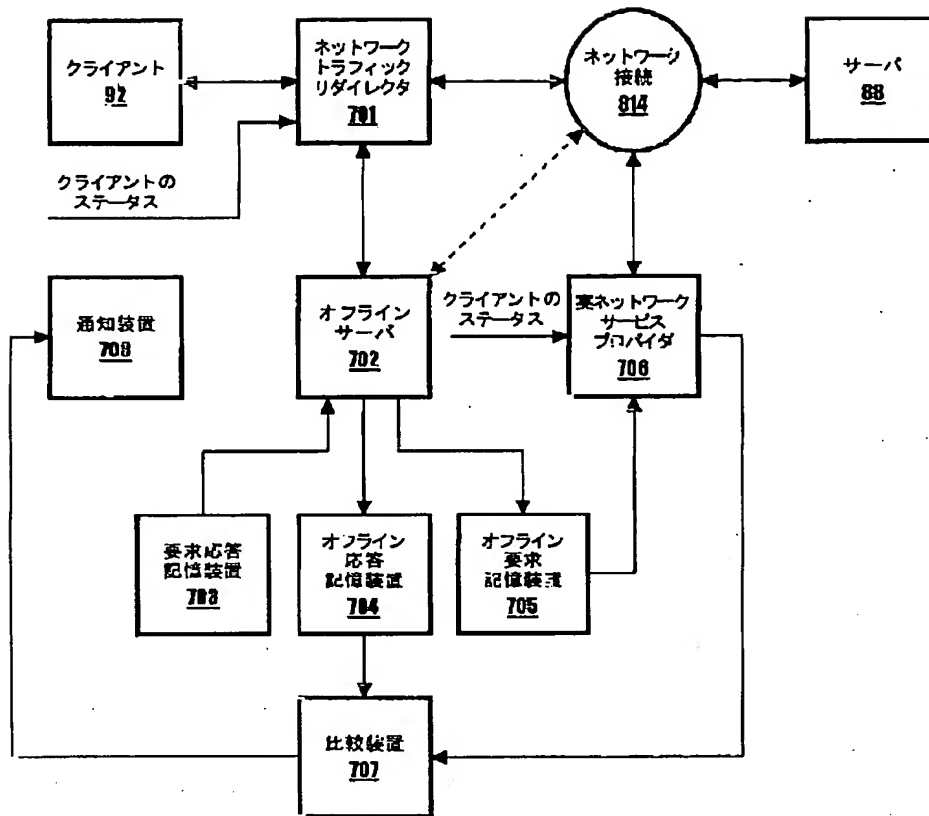 クライアント
92
ネットワーク
トラフィック
リダイレクタ
701
ネットワーク
接続
814
サーバ
88
クライアントの
ステータス
通知装置
オフライン
サーバ
702
クライアントの
ステータス
実ネットワーク
サービス
プロバイダ
706
要求応答
記憶装置
703
オフライン
応答
記憶装置
704
オフライン
要求
記憶装置
705
比較装置
707